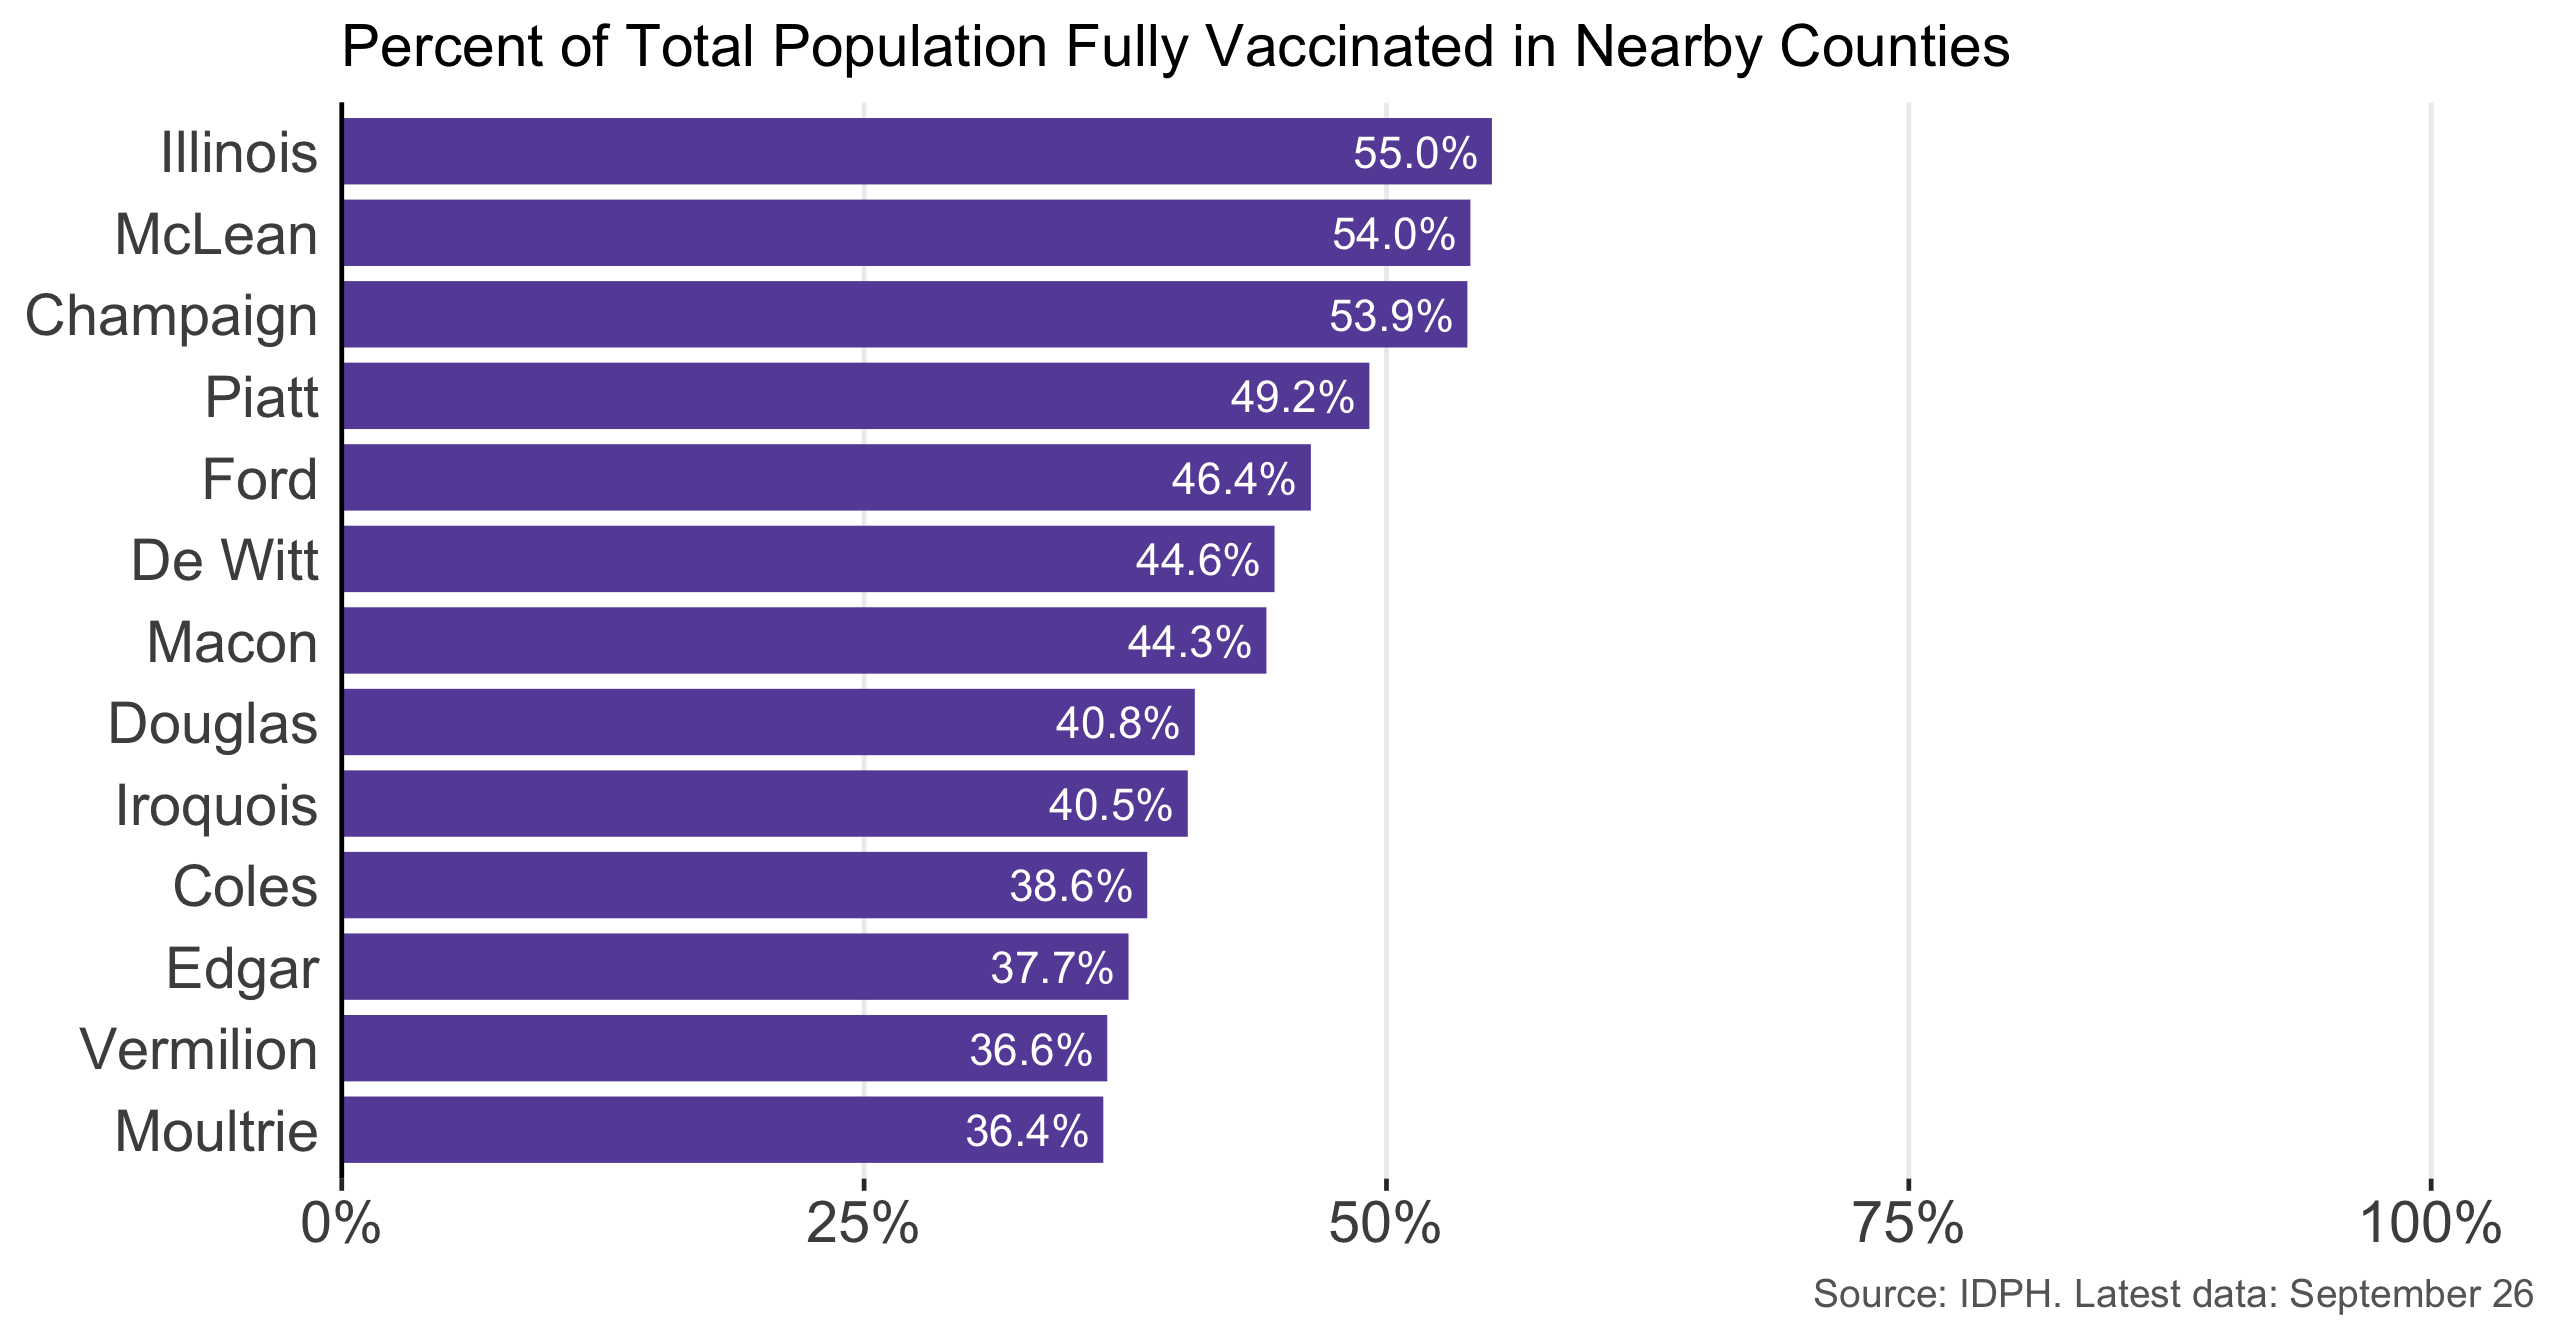 Percent of Total Population Fully Vaccinated in Nearby Counties
Illinois 55.0%
McLean 54.0%
Champaign 53.9%
Piatt 49.2%
Ford 46.4%
De Witt 44.6%
Macon 44.3%
Douglas 40.8%
Iroquois 40.5%
Coles 38.6%
Edgar 37.7%
Vermilion 36.6%
Moultrie 36.4%
0% 25% 50% 75% 100%
Source: IDPH. Latest data: September 26